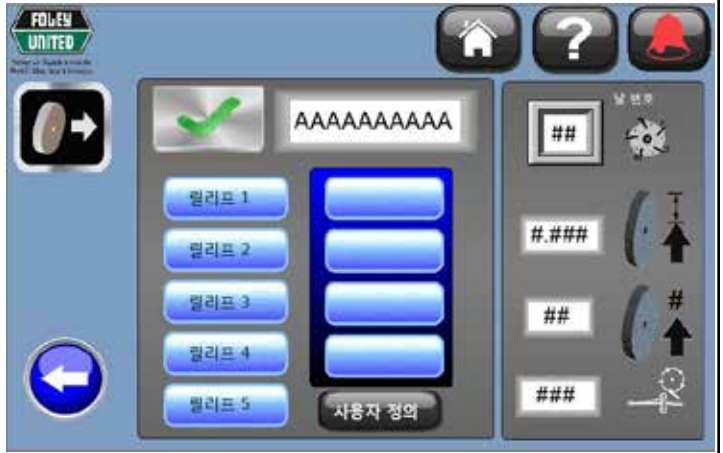 FOLEY
UNITED
?
AAAAAAAAAA
날 번호
##
릴리프 1
릴리프 2
#.###
릴리프 3
#
##
릴리프 4
###
릴리프 5
사용자 정의